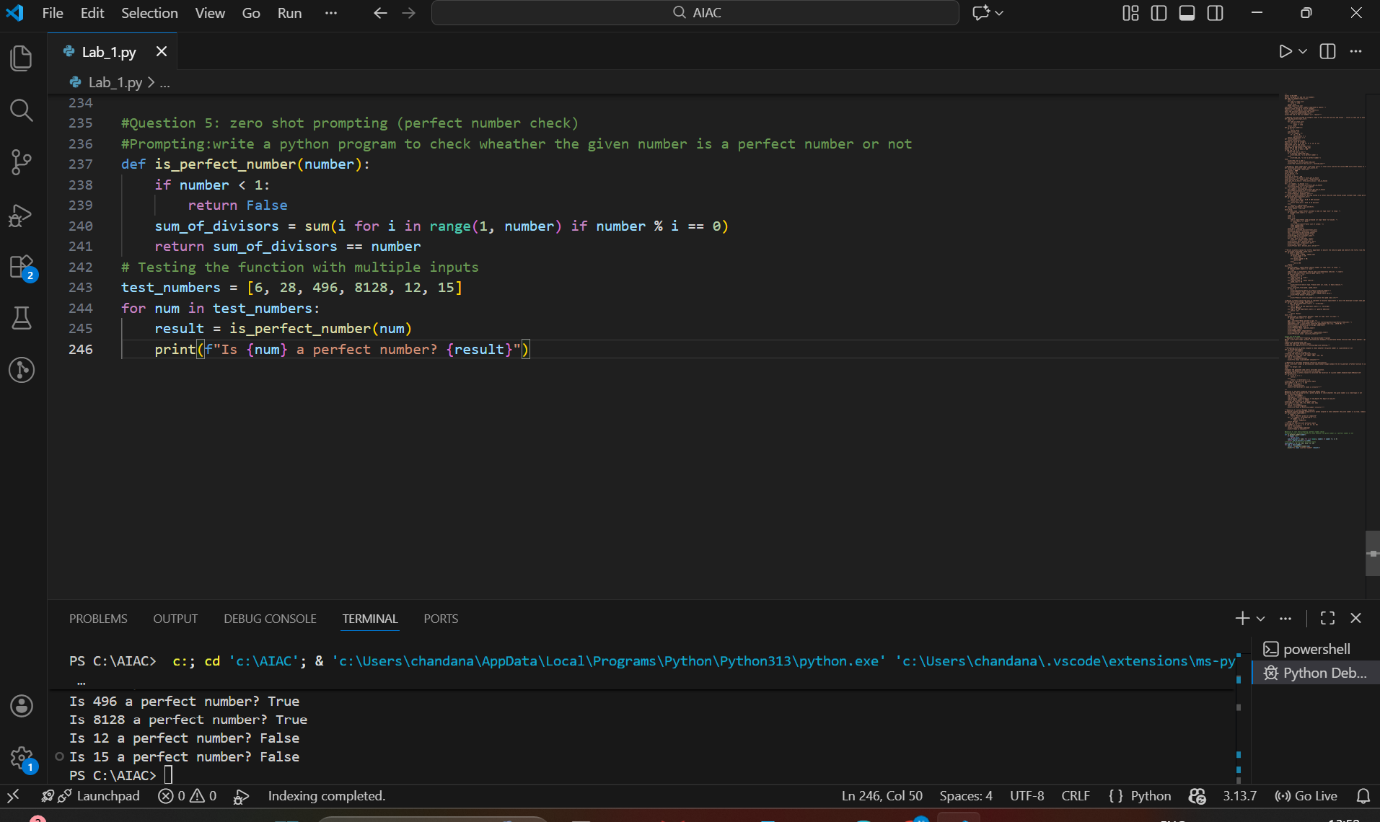 File Edit Selection View Go Run ··· AIAC
Lab_1.py
Lab_1.py > ...
234
235 #Question 5: zero shot prompting (perfect number check)
236 #Prompting:write a python program to check wheather the given number is a perfect number or not
237 def is_perfect_number(number):
238     if number < 1:
239         return False
240     sum_of_divisors = sum(i for i in range(1, number) if number % i == 0)
241     return sum_of_divisors == number
242 # Testing the function with multiple inputs
243 test_numbers = [6, 28, 496, 8128, 12, 15]
244 for num in test_numbers:
245     result = is_perfect_number(num)
246     print(f"Is {num} a perfect number? {result}")
PROBLEMS OUTPUT DEBUG CONSOLE TERMINAL PORTS
PS C:\AIAC>  c:; cd 'c:\AIAC'; & 'c:\Users\chandana\AppData\Local\Programs\Python\Python313\python.exe' 'c:\Users\chandana\.vscode\extensions\ms-py
…
Is 496 a perfect number? True
Is 8128 a perfect number? True
Is 12 a perfect number? False
Is 15 a perfect number? False
PS C:\AIAC>
powershell
Python Deb...
2
1
Launchpad 0 0 Indexing completed. Ln 246, Col 50 Spaces: 4 UTF-8 CRLF {} Python 3.13.7 Go Live